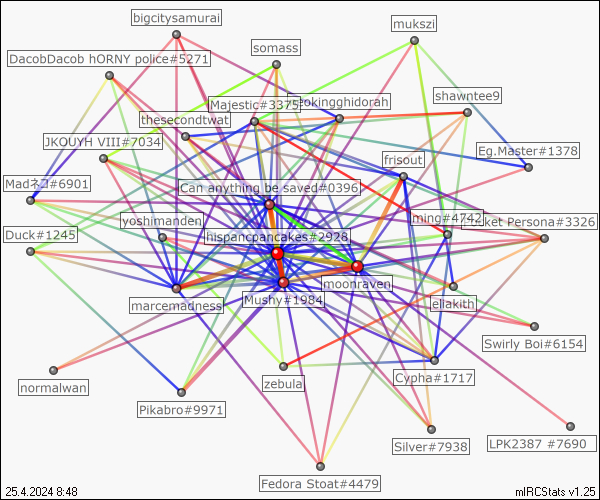 bigcitysamurai
mukszi
somass
DacobDacob hORNY police#5271
shawntee9
Majestic#3375
eokingghidorah
thesecondtwat
JKOUYH VIII#7034
Eg.Master#1378
frisout
Madネコ#6901
Can anything be saved#0396
yoshimanden
ming#4742
ket Persona#3326
Duck#1245
hispancpancakes#2928
moonraven
Mushy#1984
marcemadness
ellakith
Swirly Boi#6154
normalwan
zebula
Cypha#1717
Pikabro#9971
Silver#7938
LPK2387 #7690
Fedora Stoat#4479
25.4.2024 8:48
mIRCStats v1.25